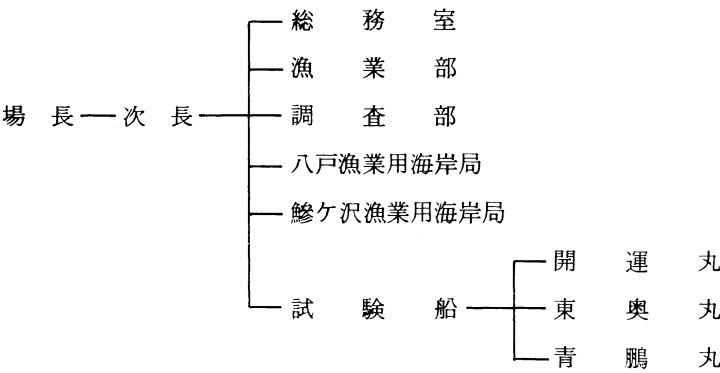 総務室
漁業部
場長 次長 調査部
八戸漁業用海岸局
鰺ケ沢漁業用海岸局
開運丸
試験船 東奥丸
青鵬丸